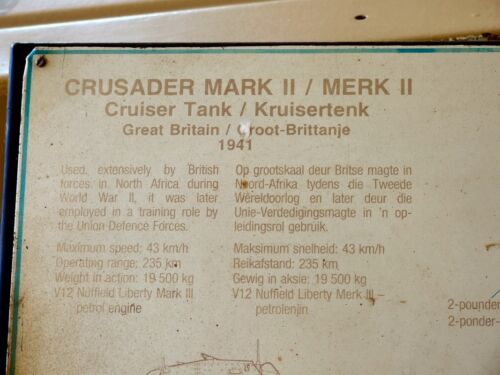 CRUSADER MARK II / MERK II
Cruiser Tank / Kruisertenk
Great Britain / Groot-Brittanje
1941
Used, extensively by British
forces in North Africa during
World War II, it was later
employed in a training role by
the Union Defence Forces.
Maximum speed: 43 km/h
Operating range: 235 km
Weight in action: 19 500 kg
V12 Nuffield Liberty Mark III
petrol engine
Op grootskaal deur Britse magte in
Noord-Afrika tydens die Tweede
Wêreldoorlog en later deur die
Unie-Verdedigingsmagte in 'n op-
leidingsrol gebruik.
Maksimum snelheid: 43 km/h
Reikafstand: 235 km
Gewig in aksie: 19 500 kg
V12 Nuffield Liberty Merk III –
petrolenjin
2-pounder-
2-ponder-